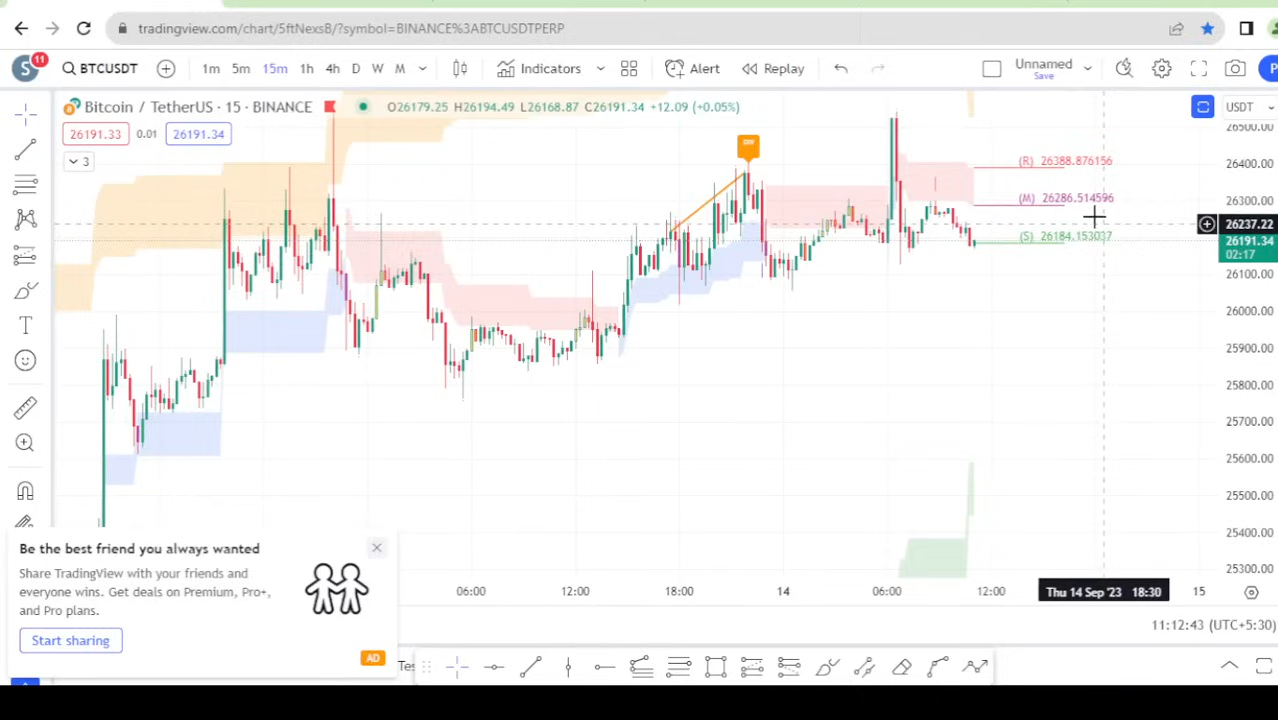 tradingview.com/chart/5ftNexs8/?symbol=BINANCE%3ABTCUSDTPERP
S 11 BTCUSDT 1m 5m 15m 1h 4h D W M Indicators Alert Replay Unnamed Save P
Bitcoin / TetherUS · 15 · BINANCE O26179.25 H26194.49 L26168.87 C26191.34 +12.09 (+0.05%) USDT
26191.33 0.01 26191.34
3
DIV
26500.00
(R) 26388.876156 26400.00
(M) 26286.514596 26300.00
26237.22
(S) 26184.153037 26191.34
02:17
26100.00
26000.00
25900.00
25800.00
25700.00
25600.00
25500.00
25400.00
25300.00
T
Be the best friend you always wanted
Share TradingView with your friends and
everyone wins. Get deals on Premium, Pro+,
and Pro plans.
Start sharing
AD
06:00 12:00 18:00 14 06:00 12:00 Thu 14 Sep '23 18:30 15
11:12:43 (UTC+5:30)